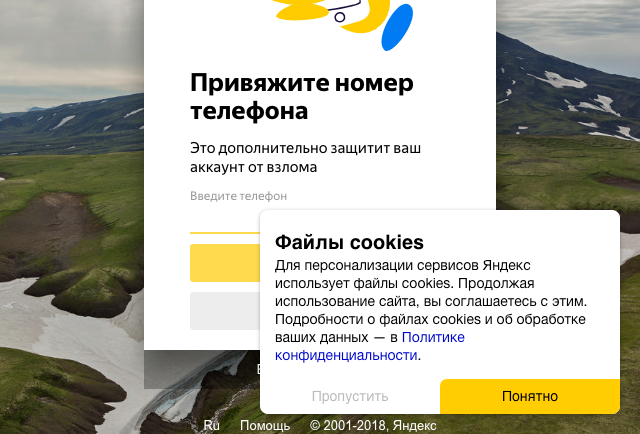 Привяжите номер
телефона
Это дополнительно защитит ваш
аккаунт от взлома
Введите телефон
Файлы cookies
Для персонализации сервисов Яндекс
использует файлы cookies. Продолжая
использование сайта, вы соглашаетесь с этим.
Подробности о файлах cookies и об обработке
ваших данных — в Политике
конфиденциальности.
Пропустить Понятно
Ru Помощь © 2001-2018, Яндекс